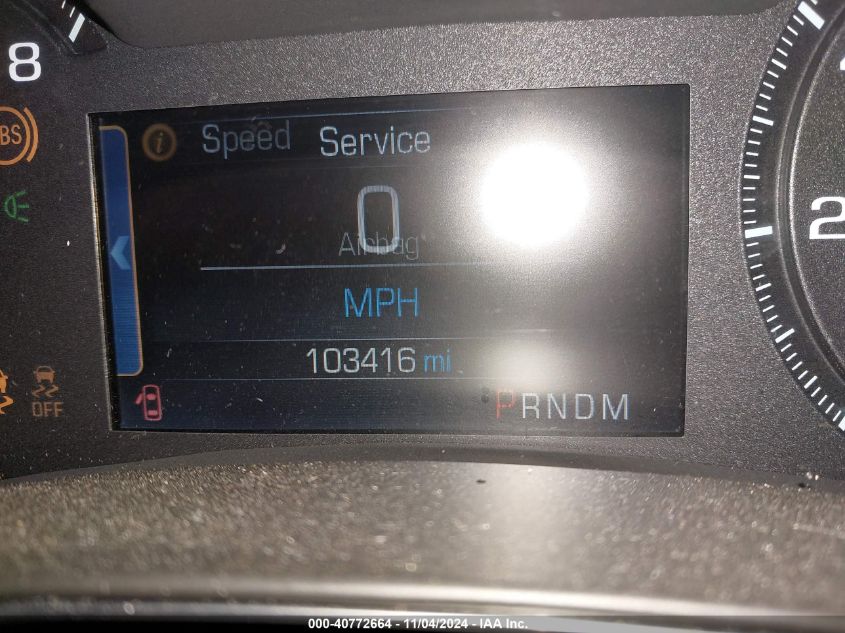 8
BS
Speed Service
0
Airbag
MPH
103416 mi
OFF
PRNDM
2
000-40772664 - 11/04/2024 - IAA Inc.